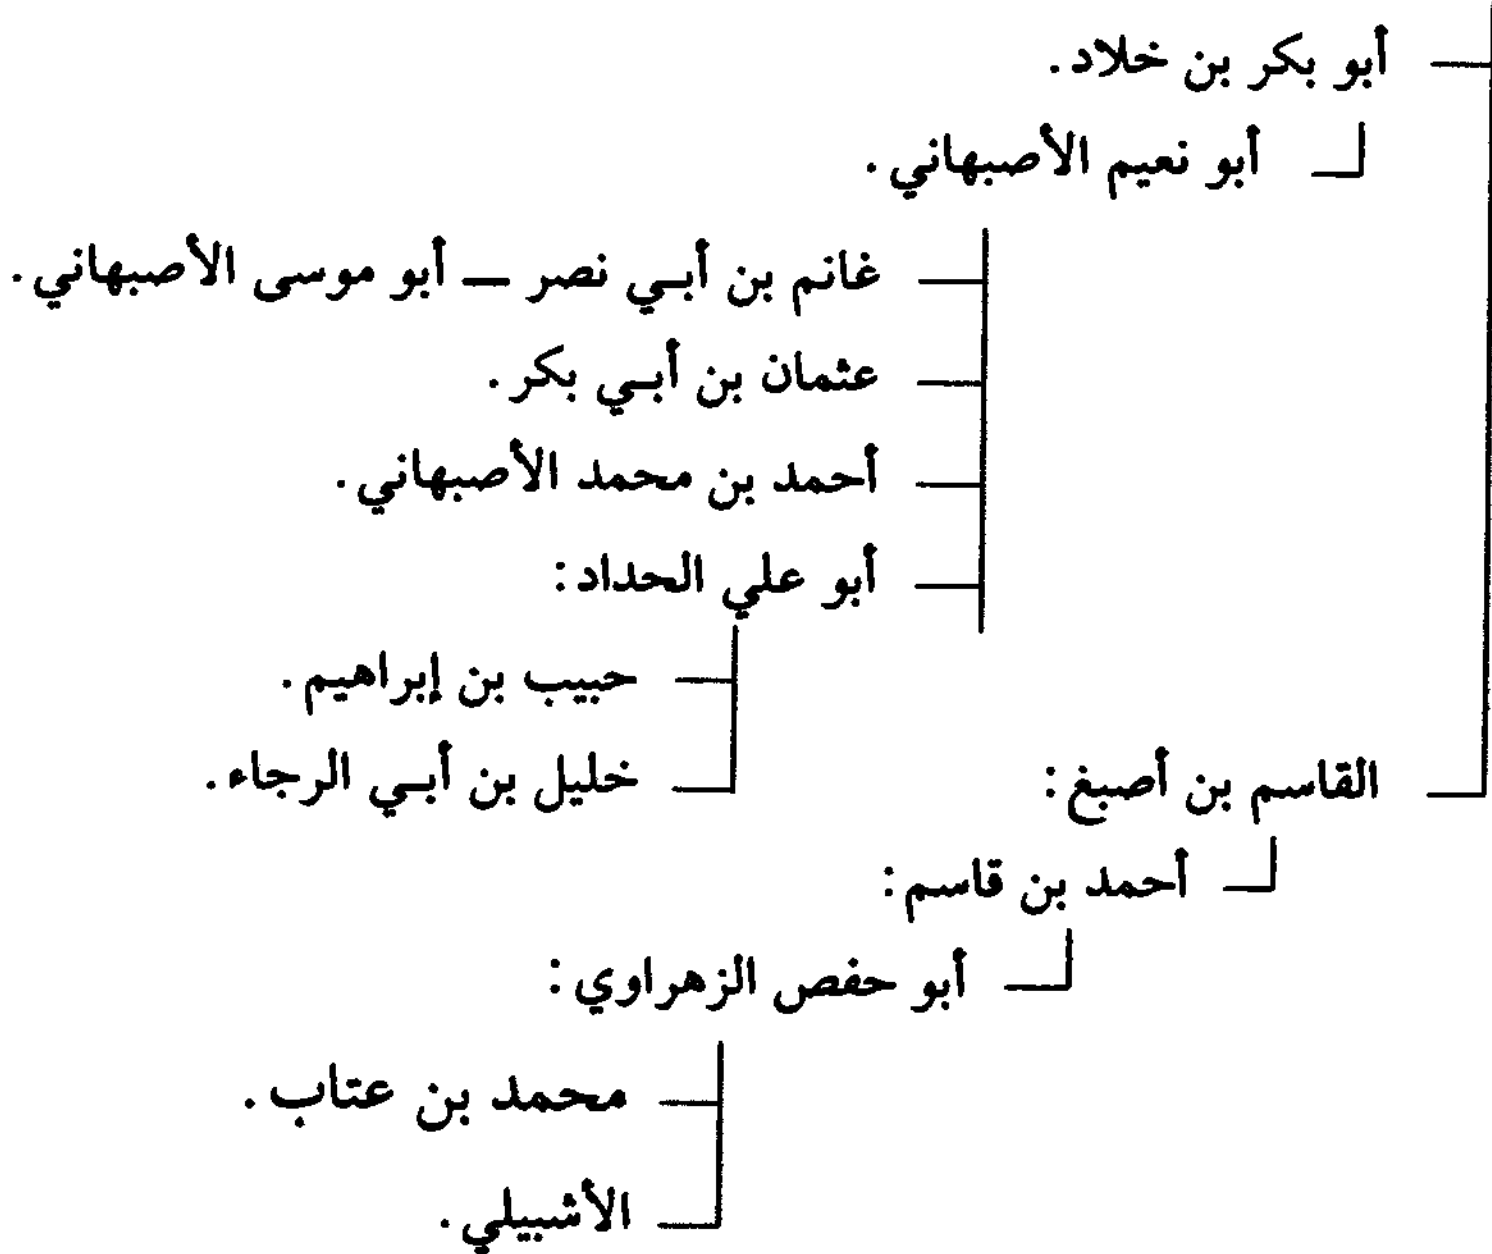 أبو بكر بن خلاد.
أبو نعيم الأصبهاني.
غانم بن أبي نصر — أبو موسى الأصبهاني.
عثمان بن أبي بكر.
أحمد بن محمد الأصبهاني.
أبو علي الحداد:
حبيب بن إبراهيم.
خليل بن أبي الرجاء.
القاسم بن أصبغ:
أحمد بن قاسم:
أبو حفص الزهراوي:
محمد بن عتاب.
الأشبيلي.